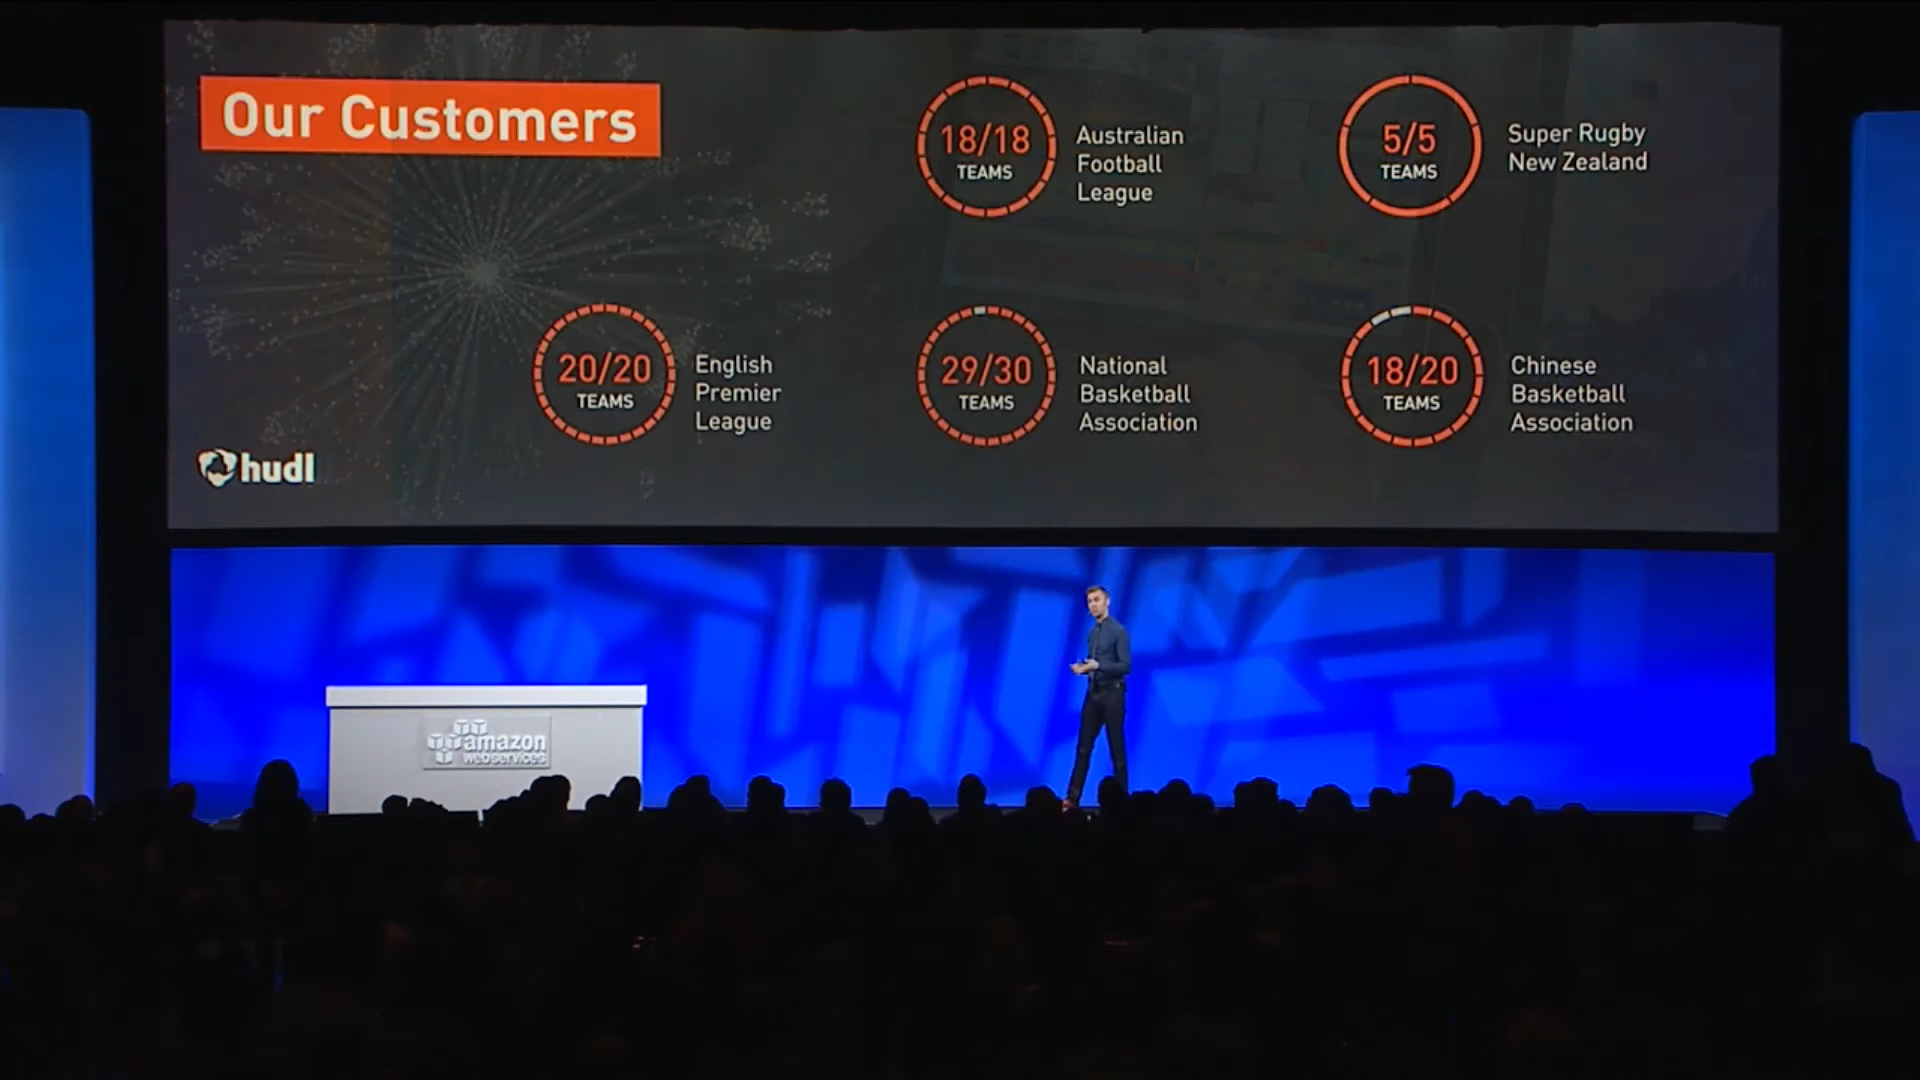 Our Customers
18/18
TEAMS
Australian
Football
League
5/5
TEAMS
Super Rugby
New Zealand
20/20
TEAMS
English
Premier
League
29/30
TEAMS
National
Basketball
Association
18/20
TEAMS
Chinese
Basketball
Association
hudl
amazon
webservices